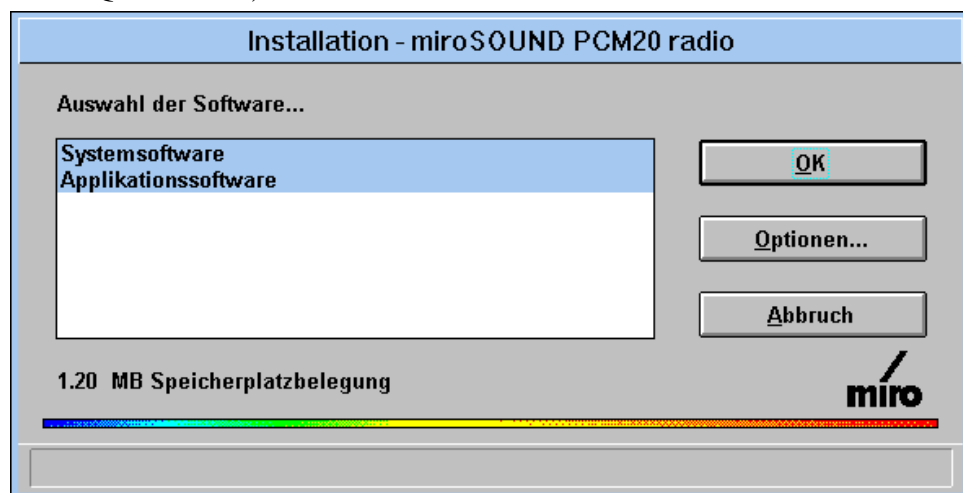 Installation - miroSOUND PCM20 radio
Auswahl der Software...
Systemsoftware
Applikationssoftware
OK
Optionen...
Abbruch
1.20 MB Speicherplatzbelegung
miro